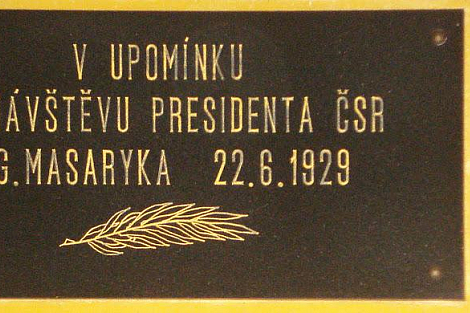 V UPOMÍNKU
ÁVŠTĚVU PRESIDENTA ČSR
G.MASARYKA 22.6.1929